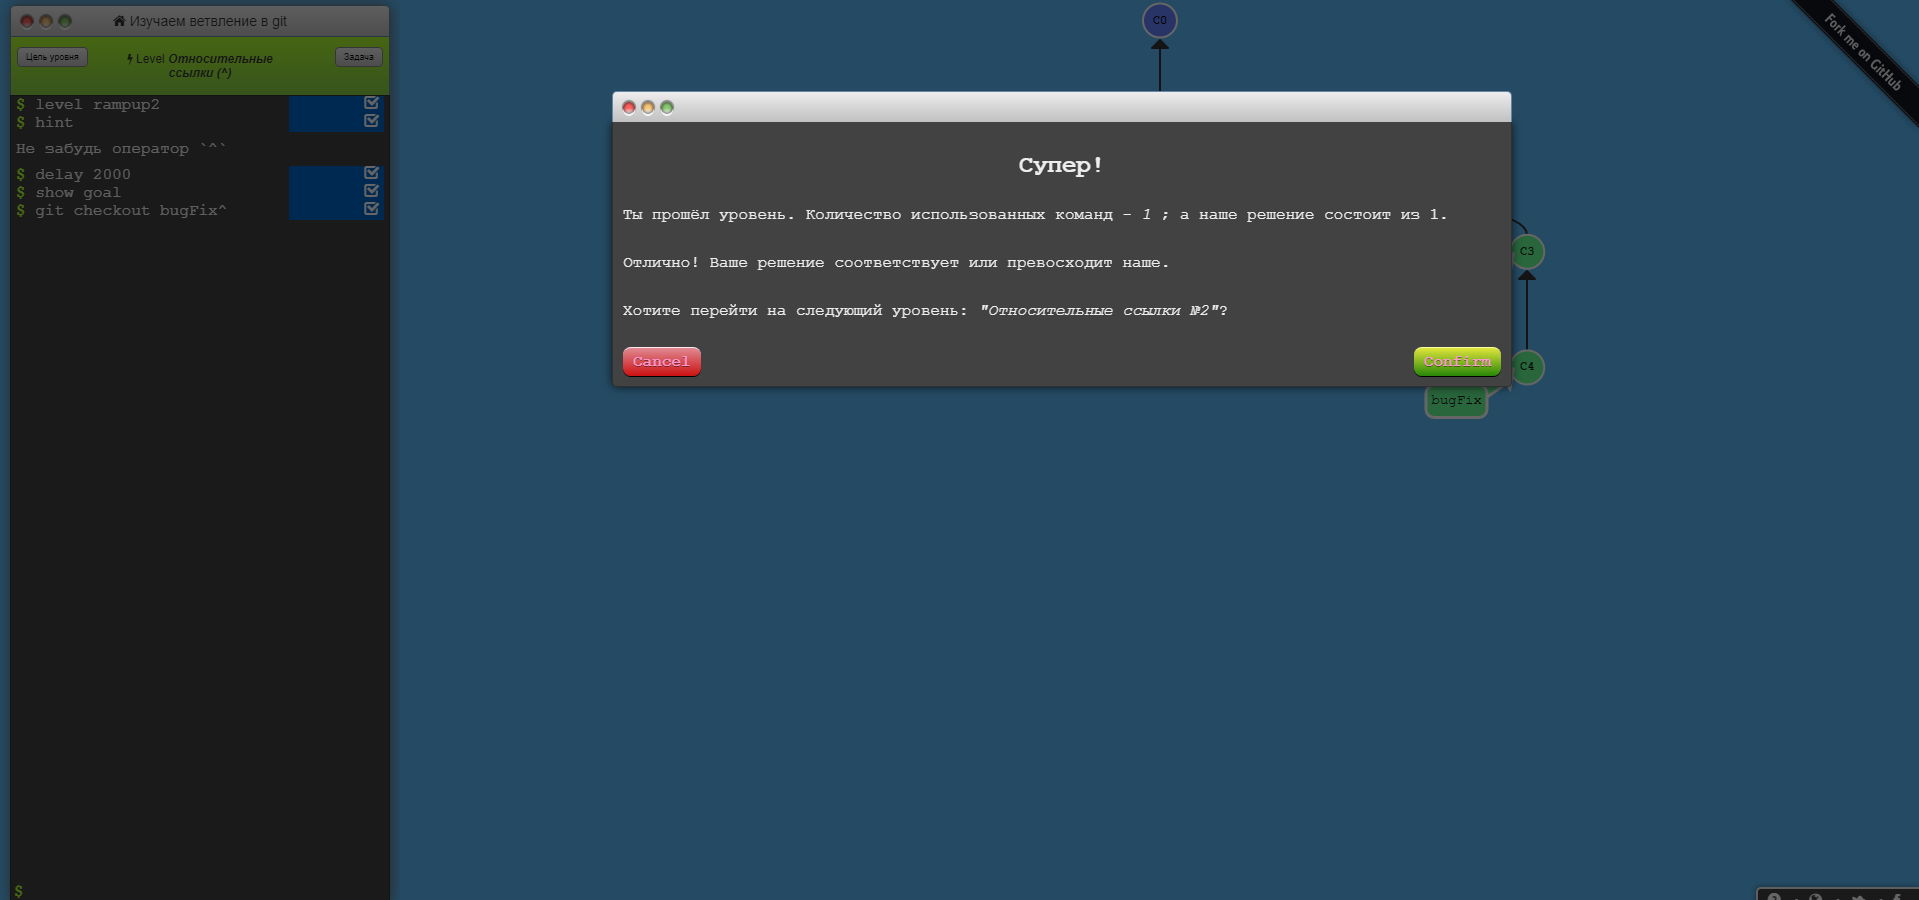 Изучаем ветвление в git
Цель уровня
Level Относительные
ссылки (^)
Задача
$ level rampup2
$ hint
Не забудь оператор `^`
$ delay 2000
$ show goal
$ git checkout bugFix^
$
C0
Fork me on GitHub
Супер!
Ты прошёл уровень. Количество использованных команд - 1 ; а наше решение состоит из 1.
Отлично! Ваше решение соответствует или превосходит наше.
Хотите перейти на следующий уровень: "Относительные ссылки №2"?
Cancel
Confirm
C3
C4
bugFix